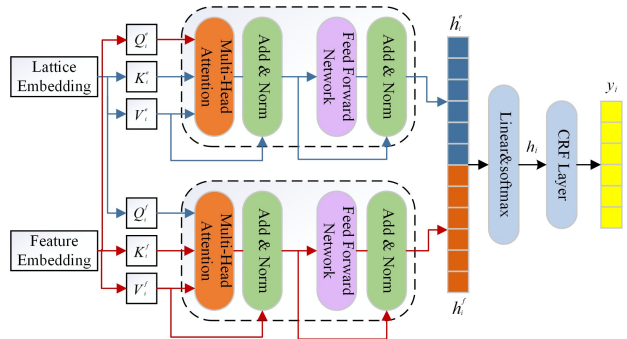 Lattice
Embedding
Feature
Embedding
Q_i^e
K_i^e
V_i^e
Q_i^f
K_i^f
V_i^f
Multi-Head
Attention
Add & Norm
Feed Forward
Network
Add & Norm
Multi-Head
Attention
Add & Norm
Feed Forward
Network
Add & Norm
h_i^e
h_i^f
Linear&softmax
h_i
CRF Layer
y_i